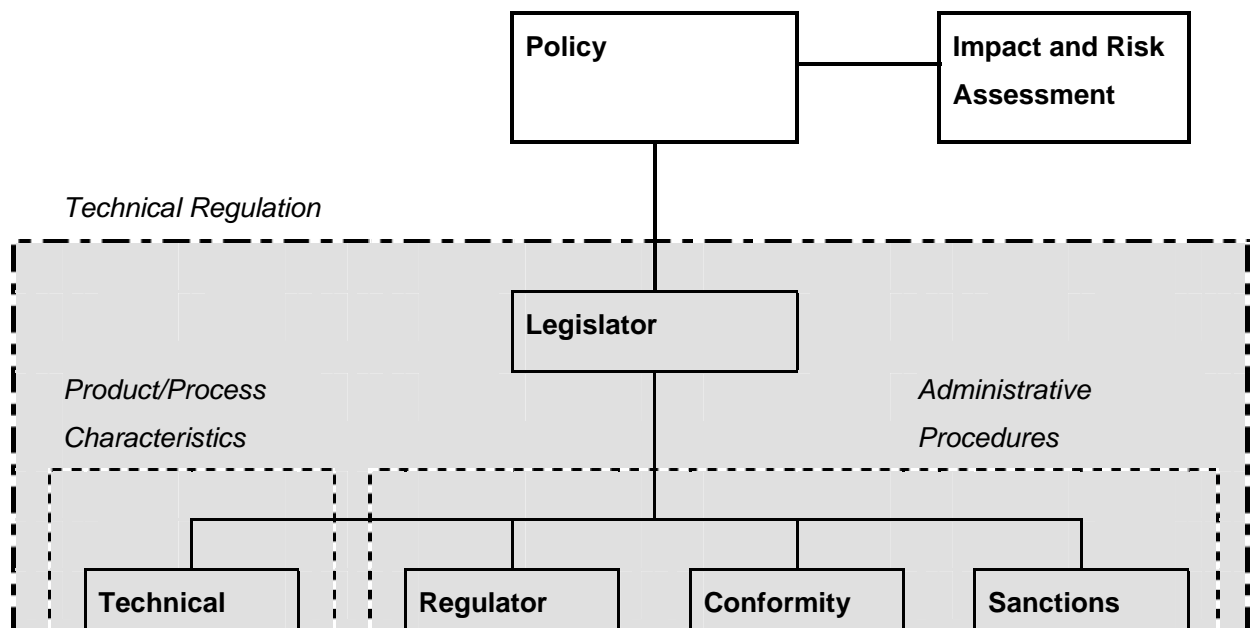 Policy
Impact and Risk
Assessment
Technical Regulation
Legislator
Product/Process
Characteristics
Administrative
Procedures
Technical
Regulator
Conformity
Sanctions